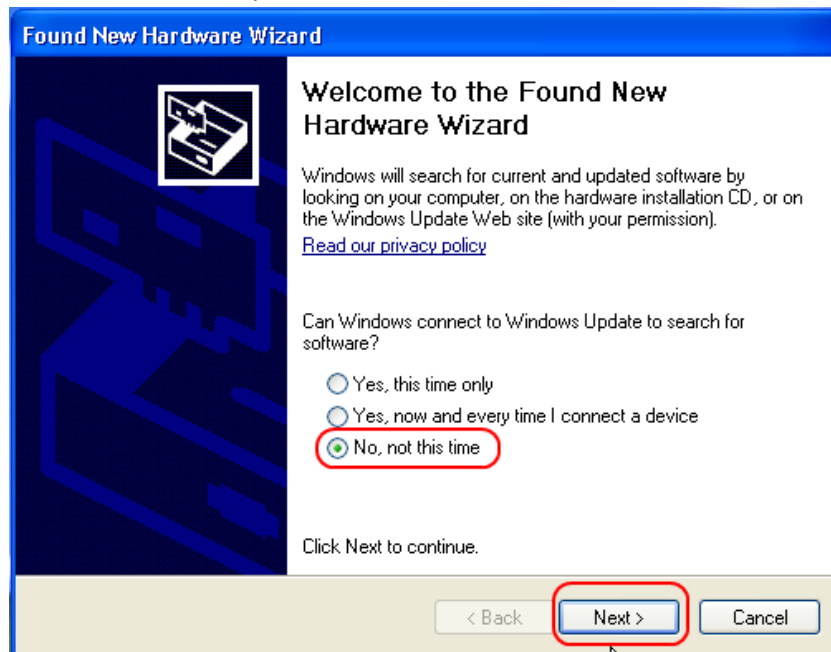 Found New Hardware Wizard
Welcome to the Found New
Hardware Wizard
Windows will search for current and updated software by
looking on your computer, on the hardware installation CD, or on
the Windows Update Web site (with your permission).
Read our privacy policy
Can Windows connect to Windows Update to search for
software?
Yes, this time only
Yes, now and every time I connect a device
No, not this time
Click Next to continue.
< Back Next > Cancel